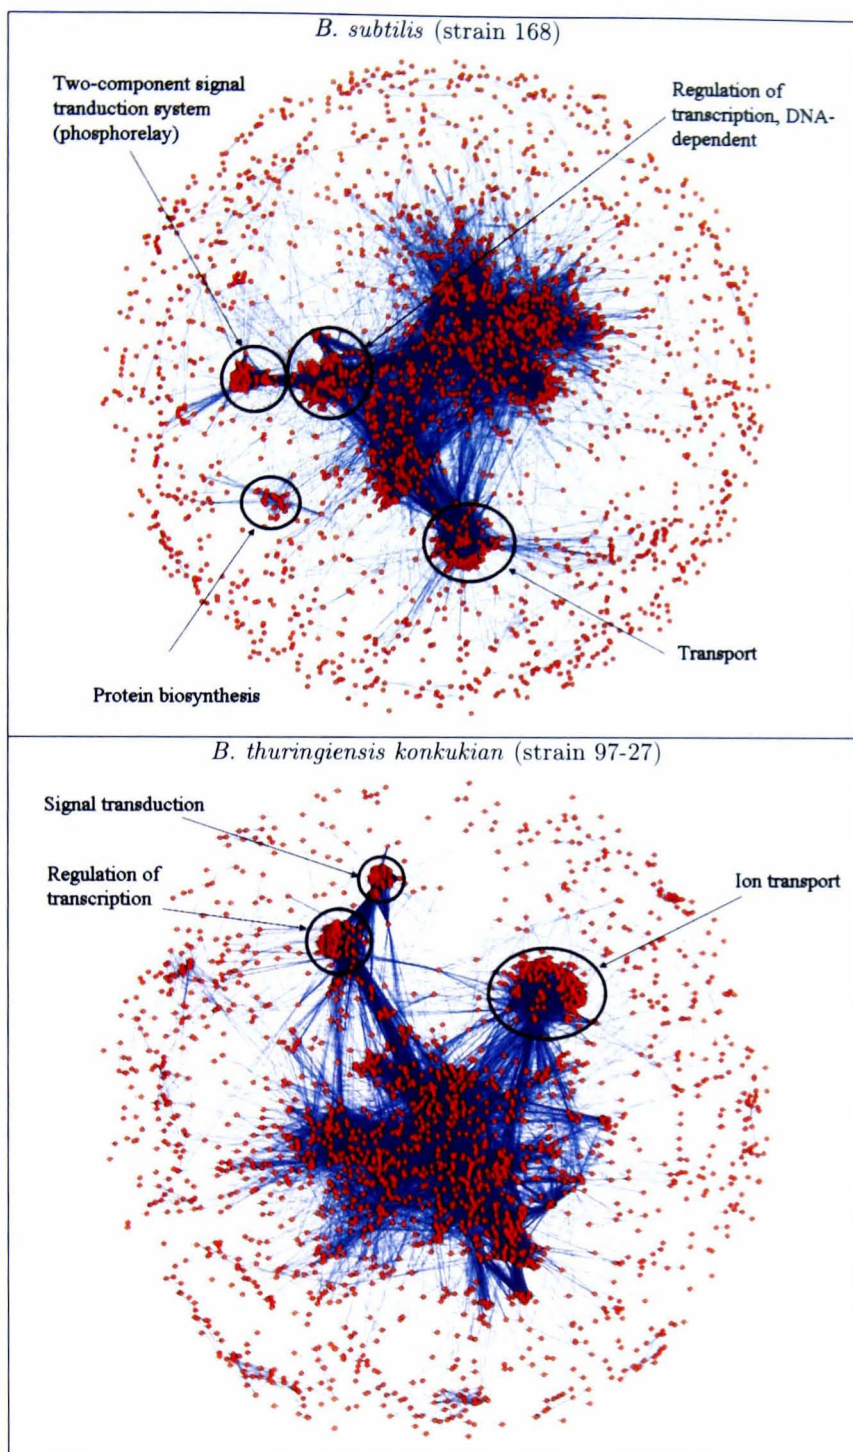 B. subtilis (strain 168)
Two-component signal
tranduction system
(phosphorelay)
Regulation of
transcription, DNA-
dependent
Transport
Protein biosynthesis
B. thuringiensis konkukian (strain 97-27)
Signal transduction
Regulation of
transcription
Ion transport